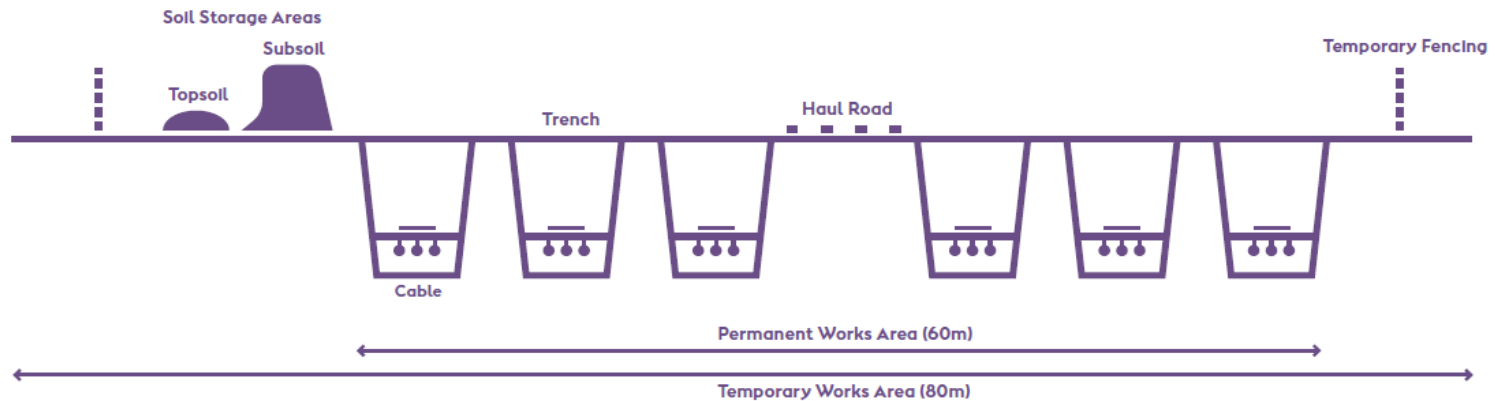 Soil Storage Areas
Subsoil
Temporary Fencing
Topsoil
Haul Road
Trench
Cable
Permanent Works Area (60m)
Temporary Works Area (80m)